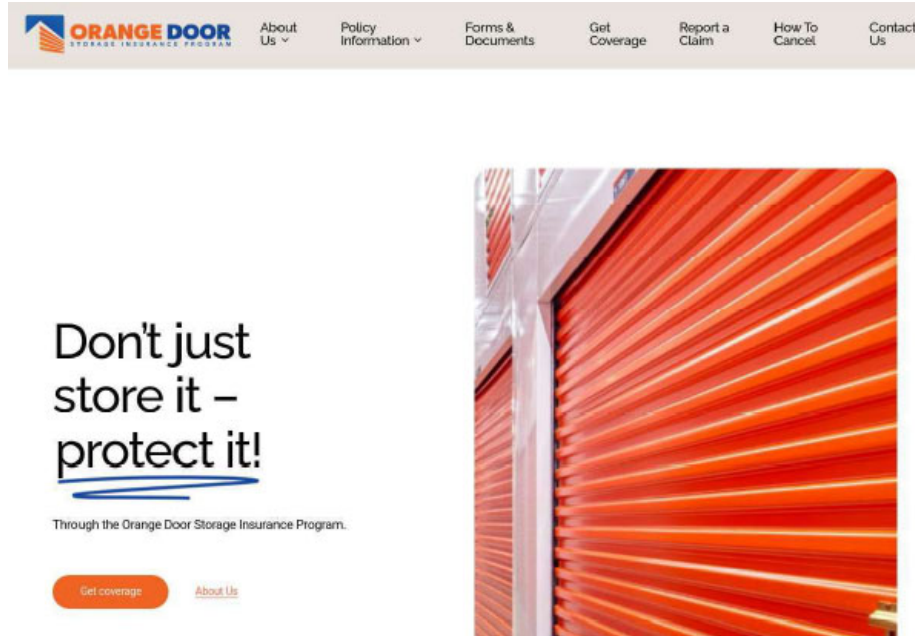 ORANGE DOOR
STORAGE INSURANCE PROGRAM
About
Us
Policy
Information
Forms &
Documents
Get
Coverage
Report a
Claim
How To
Cancel
Contact
Us
Don't just
store it –
protect it!
Through the Orange Door Storage Insurance Program.
Get coverage
About Us